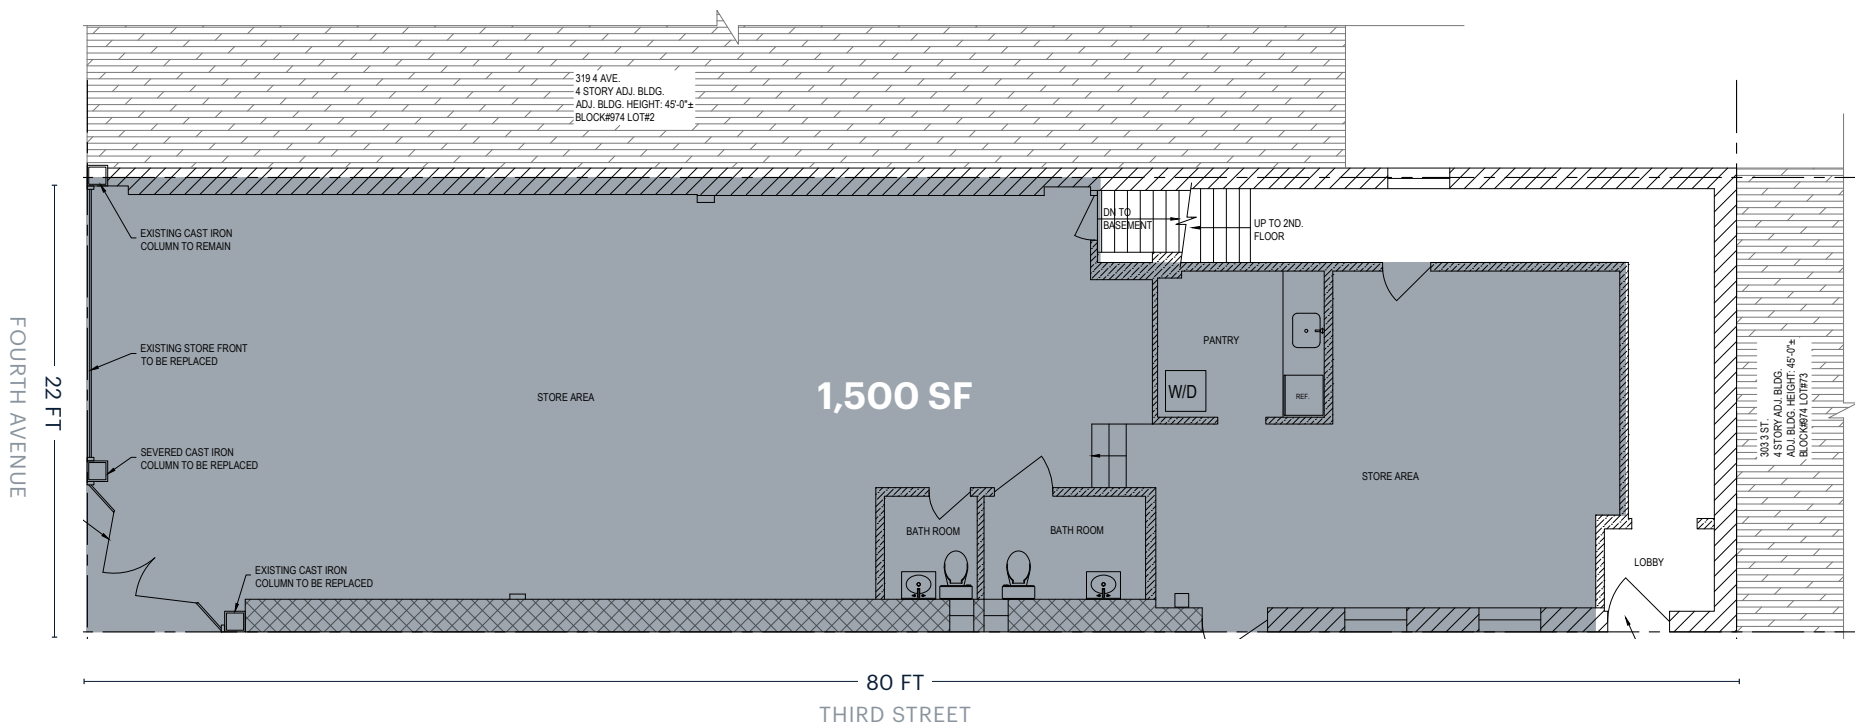 319 4 AVE.
4 STORY ADJ. BLDG.
ADJ. BLDG. HEIGHT: 45'-0"±
BLOCK#974 LOT#2
DN TO
BASEMENT
UP TO 2ND.
FLOOR
EXISTING CAST IRON
COLUMN TO REMAIN
EXISTING STORE FRONT
TO BE REPLACED
FOURTH AVENUE
22 FT
STORE AREA
1,500 SF
PANTRY
W/D
REF.
303 3 ST.
4 STORY ADJ. BLDG.
ADJ. BLDG. HEIGHT: 45'-0"±
BLOCK#974 LOT#73
SEVERED CAST IRON
COLUMN TO BE REPLACED
STORE AREA
BATH ROOM
BATH ROOM
LOBBY
EXISTING CAST IRON
COLUMN TO BE REPLACED
80 FT
THIRD STREET